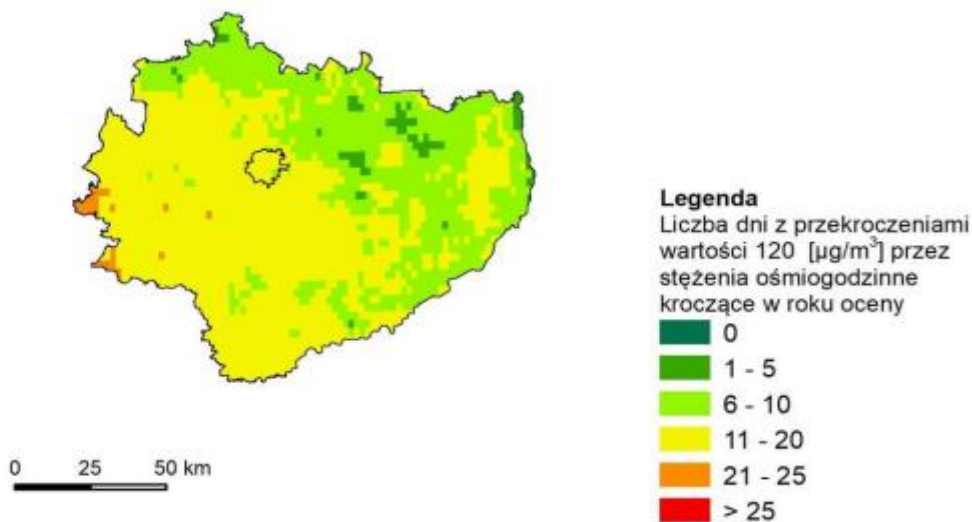 Legenda
Liczba dni z przekroczeniami
wartości 120 [µg/m³] przez
stężenia ośmiogodzinne
kroczące w roku oceny
0
1 - 5
6 - 10
11 - 20
21 - 25
> 25
0 25 50 km